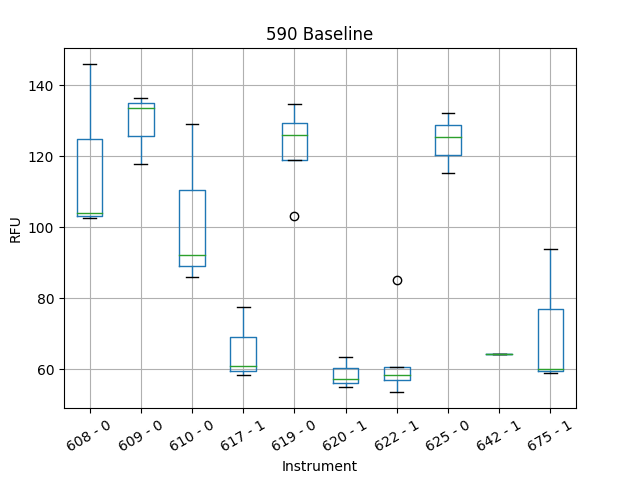 590 Baseline
140
120
100
80
60
RFU
608 - 0
609 - 0
610 - 0
617 - 1
619 - 0
620 - 1
622 - 1
625 - 0
642 - 1
675 - 1
Instrument